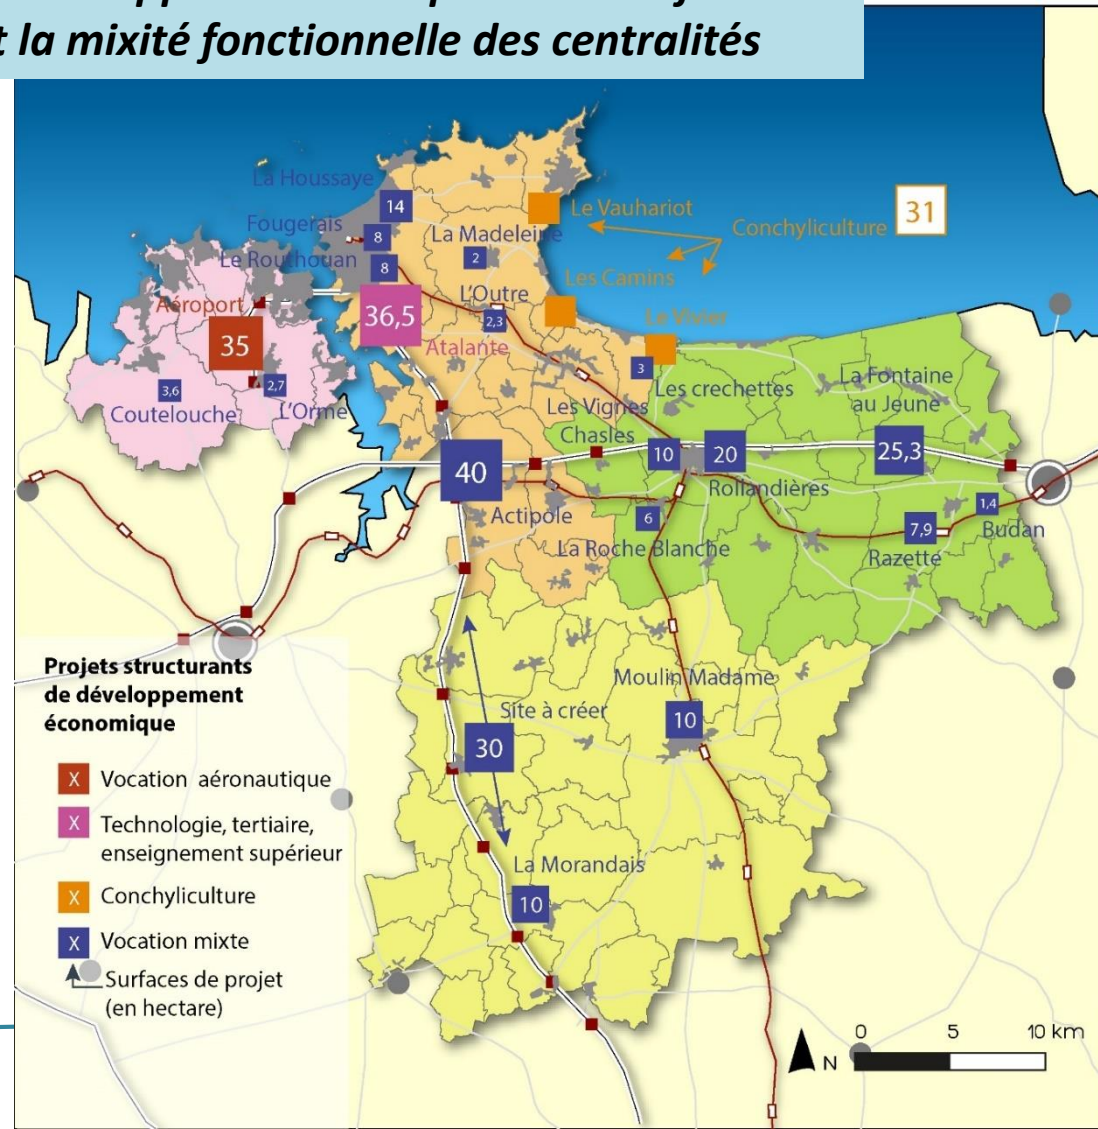 t la mixité fonctionnelle des centralités
La Houssaye
14
Le Vauhariot
31
Conchyliculture
Fougerais
8
La Madeleine
2
Le Routhouan
8
Les Camins
L'Outre
2,3
Aéroport
35
36,5
Atalante
Le Vivier
3
Les crechettes
La Fontaine
au Jeune
3,6
Coutelouche
2,7
L'Orme
Les Vignes
Chasles
10
20
25,3
40
Rollandières
Actipôle
6
La Roche Blanche
7,9
Razette
1,4
Budan
Moulin Madame
10
Site à créer
30
La Morandais
10
Projets structurants
de développement
économique
X Vocation aéronautique
X Technologie, tertiaire,
enseignement supérieur
X Conchyliculture
X Vocation mixte
Surfaces de projet
(en hectare)
N
0 5 10 km